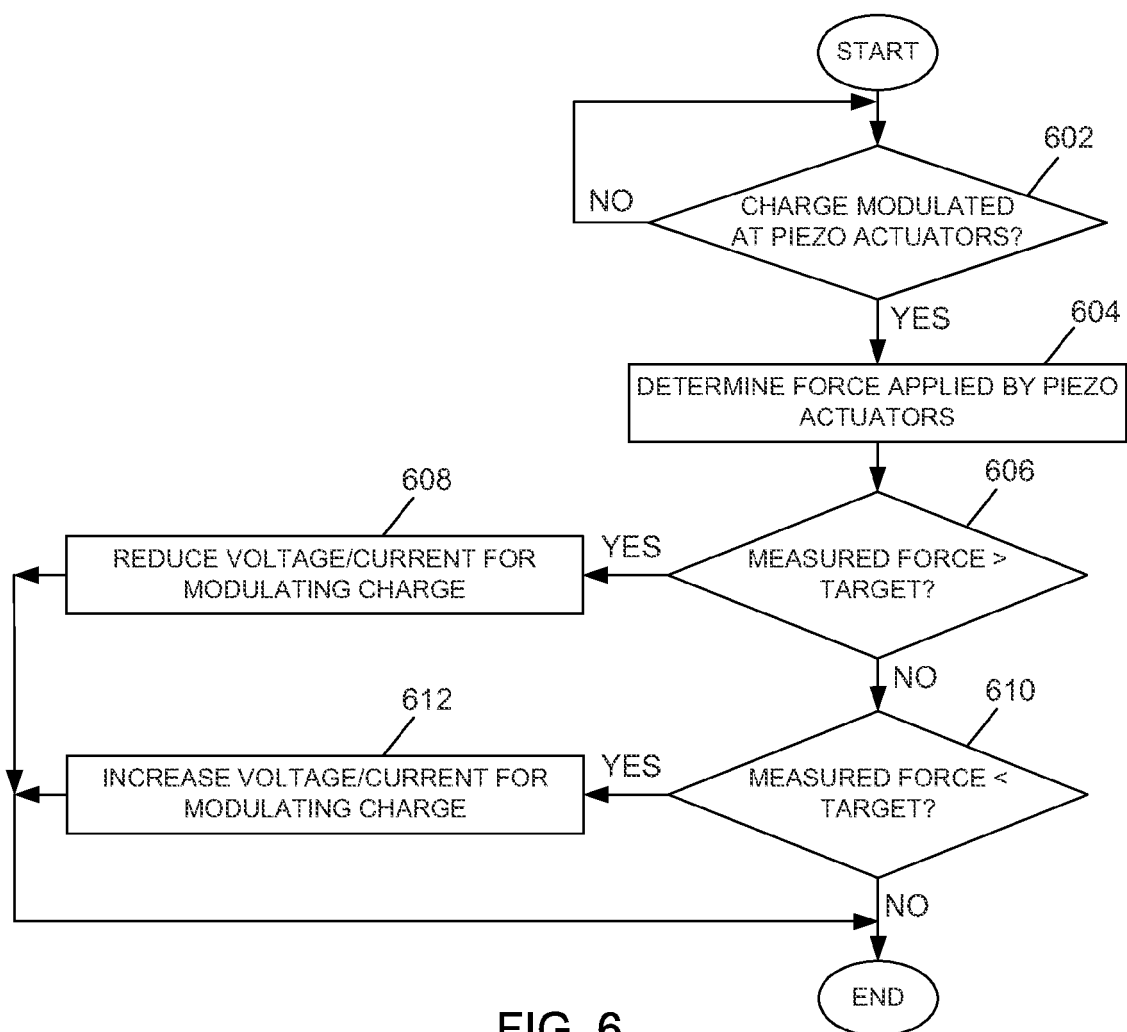 START
602
NO
CHARGE MODULATED
AT PIEZO ACTUATORS?
YES
604
DETERMINE FORCE APPLIED BY PIEZO
ACTUATORS
606
608
MEASURED FORCE >
TARGET?
YES
REDUCE VOLTAGE/CURRENT FOR
MODULATING CHARGE
NO
610
612
MEASURED FORCE <
TARGET?
YES
INCREASE VOLTAGE/CURRENT FOR
MODULATING CHARGE
NO
END
FIG. 6